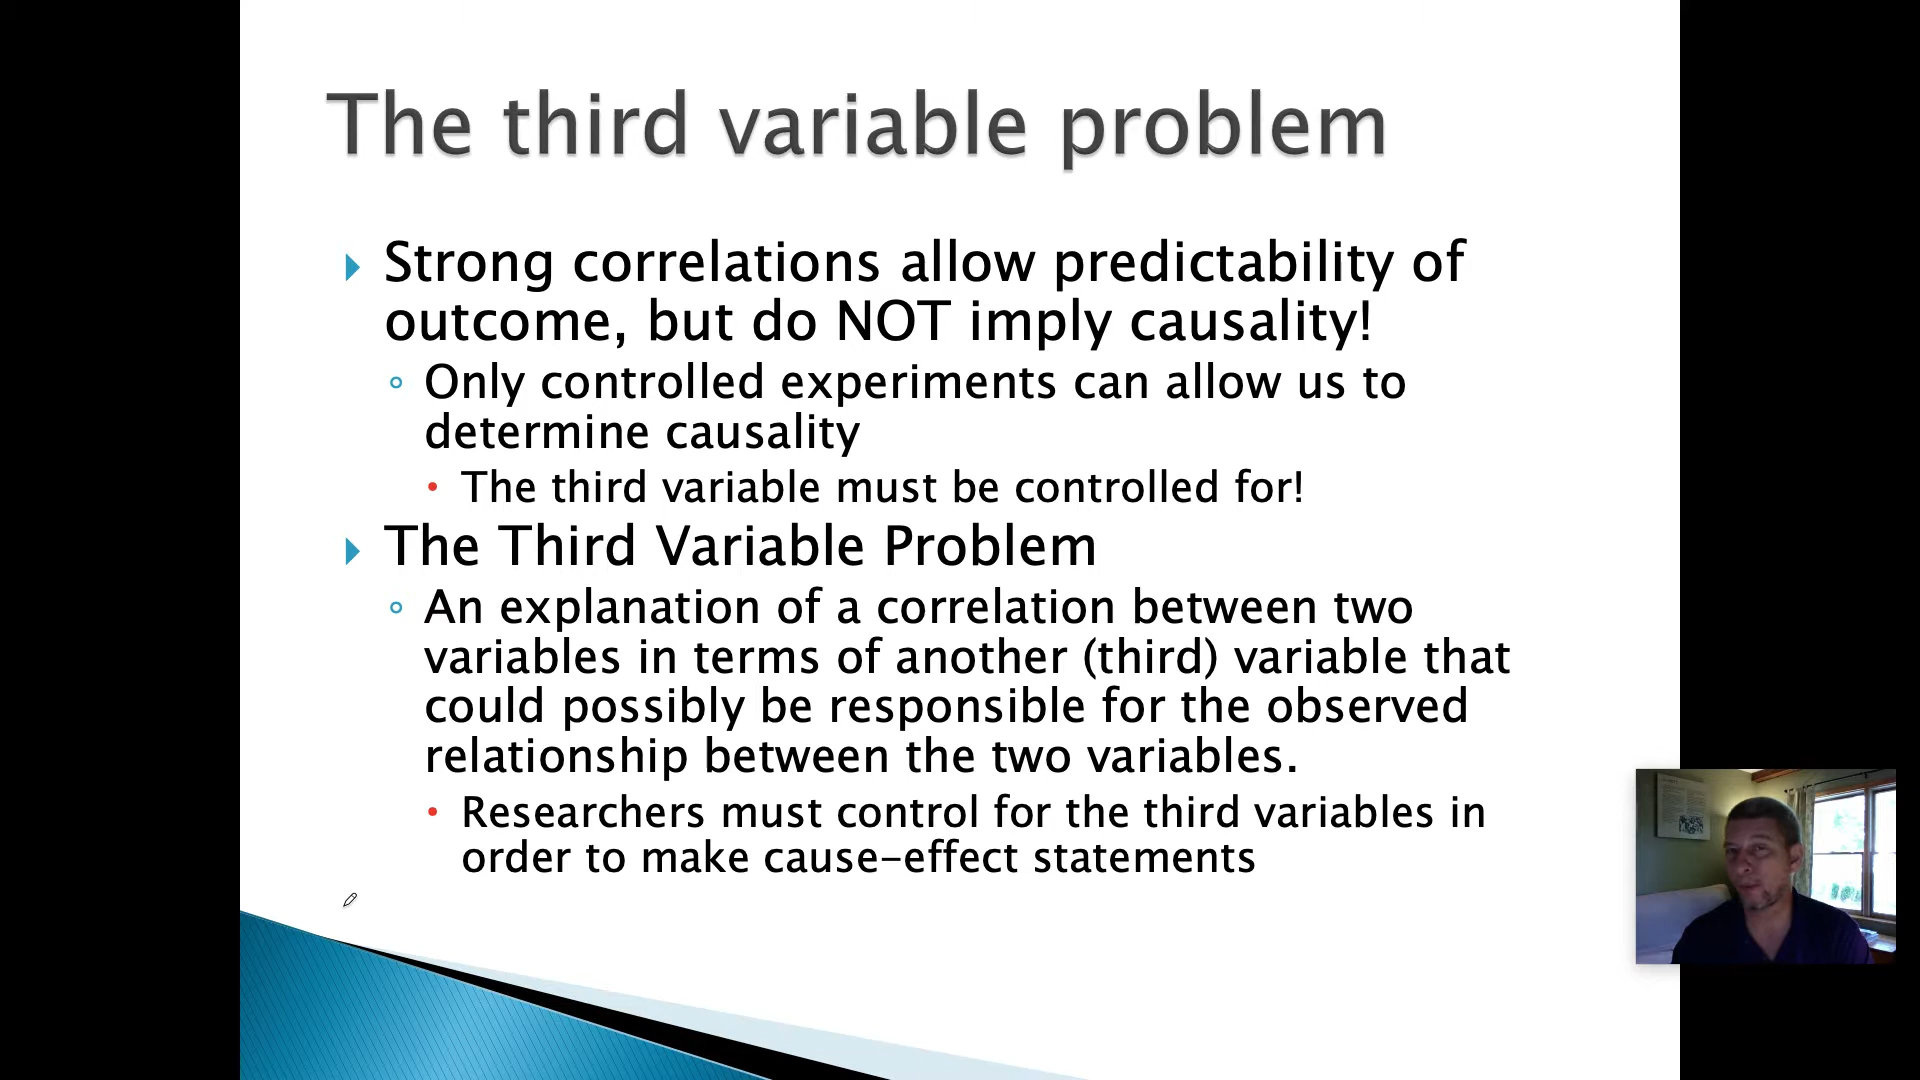 The third variable problem
Strong correlations allow predictability of
outcome, but do NOT imply causality!
Only controlled experiments can allow us to
determine causality
The third variable must be controlled for!
The Third Variable Problem
An explanation of a correlation between two
variables in terms of another (third) variable that
could possibly be responsible for the observed
relationship between the two variables.
Researchers must control for the third variables in
order to make cause-effect statements